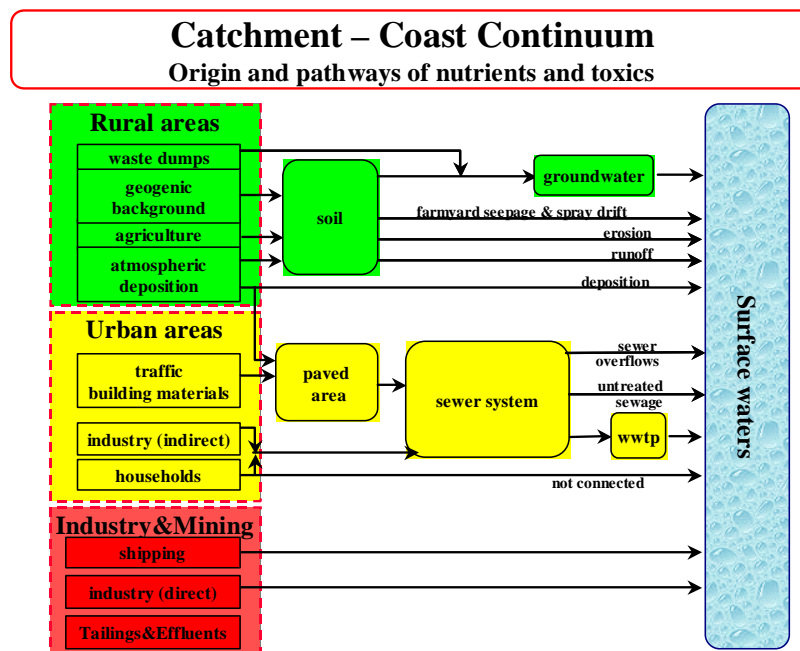 Catchment – Coast Continuum
Origin and pathways of nutrients and toxics
Rural areas
waste dumps
geogenic
background
agriculture
atmospheric
deposition
soil
groundwater
farmyard seepage & spray drift
erosion
runoff
deposition
Urban areas
traffic
building materials
industry (indirect)
households
paved
area
sewer system
sewer
overflows
untreated
sewage
wwtp
not connected
Industry&Mining
shipping
industry (direct)
Tailings&Effluents
Surface waters